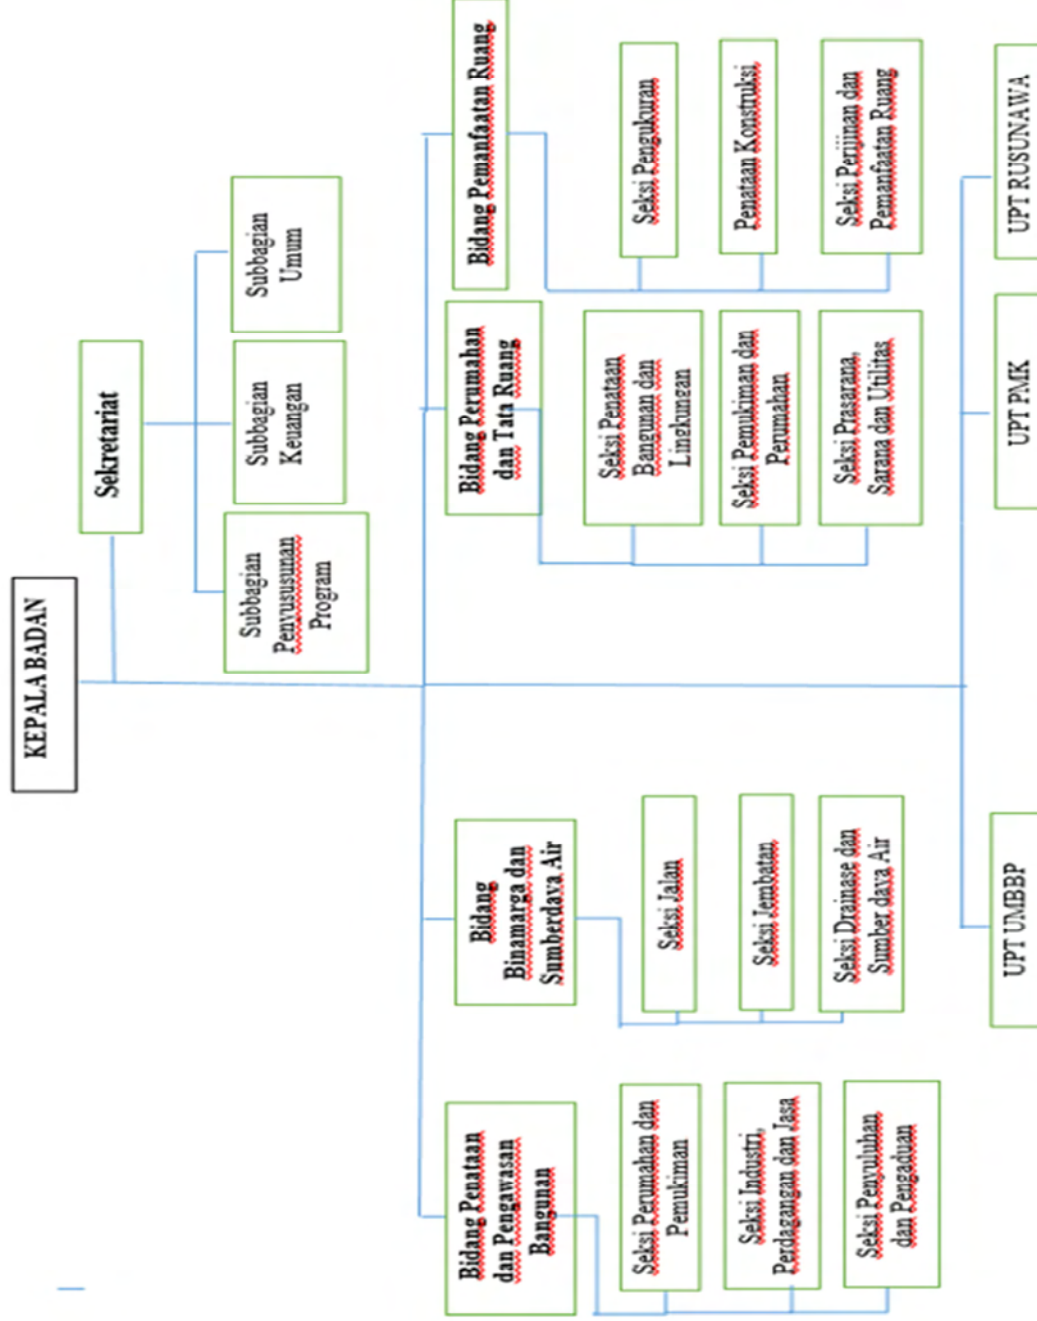 KEPALA BADAN
Sekretariat
Subbagian
Penyususunan
Program
Subbagian
Keuangan
Subbagian
Umum
Bidang Penataan
dan Pengawasan
Bangunan
Bidang
Binamarga dan
Sumberdaya Air
Bidang Perumahan
dan Tata Ruang
Bidang Pemanfaatan Ruang
Seksi Perumahan dan
Pemukiman
Seksi Industri,
Perdagangan dan Jasa
Seksi Penyuluhan
dan Pengaduan
Seksi Jalan
Seksi Jembatan
Seksi Drainase dan
Sumber daya Air
Seksi Penataan
Bangunan dan
Lingkungan
Seksi Pemukiman dan
Perumahan
Seksi Prasarana,
Sarana dan Utilitas
Seksi Pengukuran
Penataan Konstruksi
Seksi Perijinan dan
Pemanfaatan Ruang
UPT UMBBP
UPT PMK
UPT RUSUNAWA